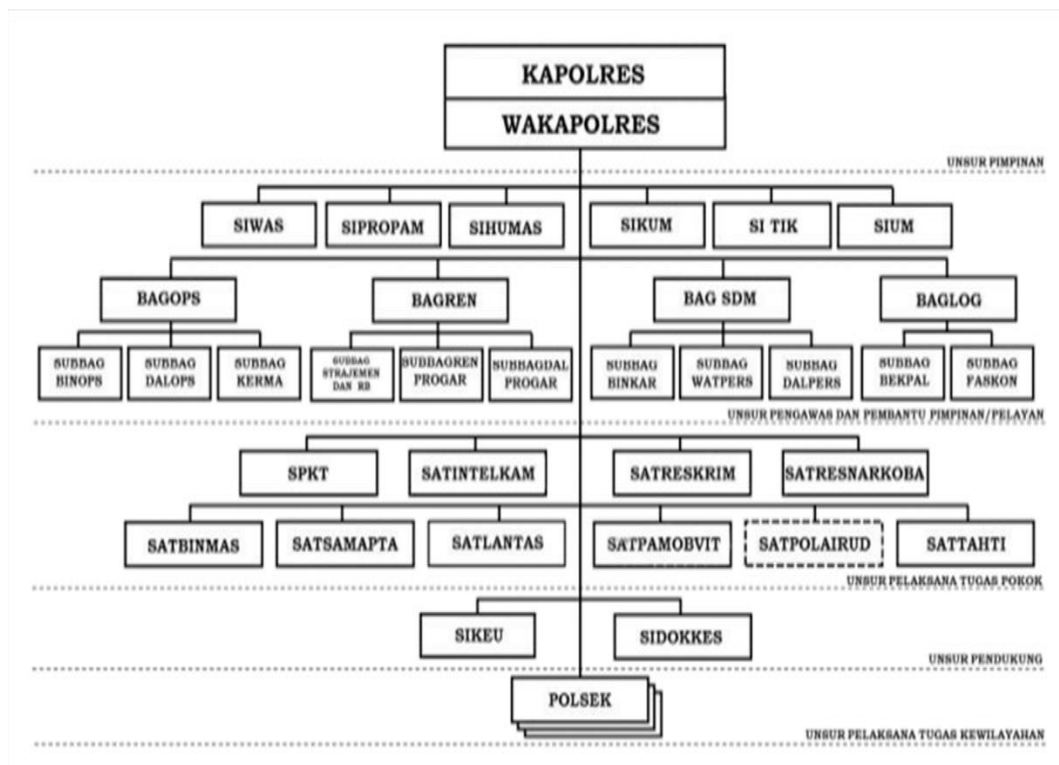 KAPOLRES
WAKAPOLRES
UNSUR PIMPINAN
SIWAS
SIPROPAM
SIHUMAS
SIKUM
SI TIK
SIUM
BAGOPS
BAGREN
BAG SDM
BAGLOG
SUBBAG
BINOPS
SUBBAG
DALOPS
SUBBAG
KERMA
SUBBAG
STRAJEMEN
DAN RB
SUBBAGREN
PROGAR
SUBBAGDAL
PROGAR
SUBBAG
BINKAR
SUBBAG
WATPERS
SUBBAG
DALPERS
SUBBAG
BEKPAL
SUBBAG
FASKON
UNSUR PENGAWAS DAN PEMBANTU PIMPINAN/PELAYAN
SPKT
SATINTELKAM
SATRESKRIM
SATRESNARKOBA
SATBINMAS
SATSAMAPTA
SATLANTAS
SATPAMOBVIT
SATPOLAIRUD
SATTAHTI
UNSUR PELAKSANA TUGAS POKOK
SIKEU
SIDOKKES
UNSUR PENDUKUNG
POLSEK
UNSUR PELAKSANA TUGAS KEWILAYAHAN